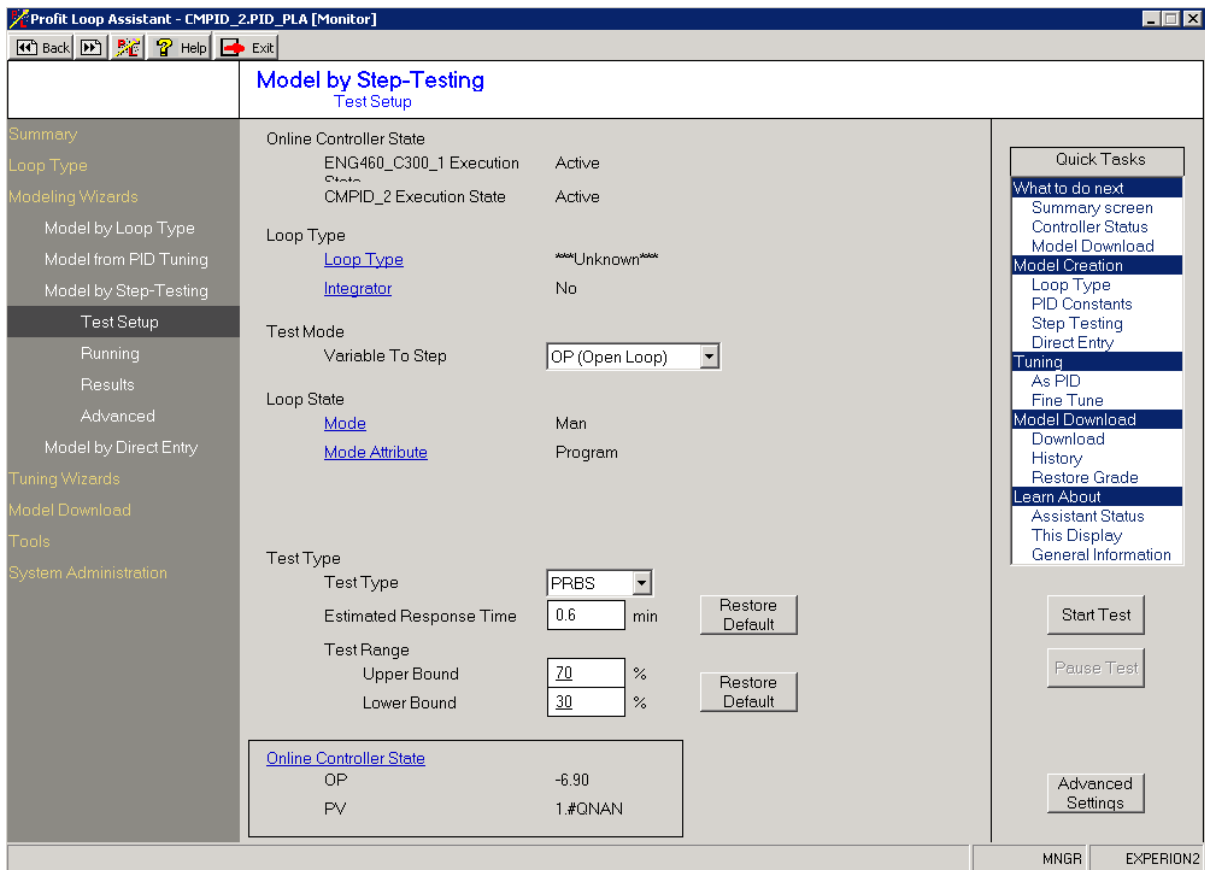 Profit Loop Assistant - CMPID_2.PID_PLA [Monitor]
Back Help Exit
Model by Step-Testing
Test Setup
Summary
Loop Type
Modeling Wizards
Model by Loop Type
Model from PID Tuning
Model by Step-Testing
Test Setup
Running
Results
Advanced
Model by Direct Entry
Tuning Wizards
Model Download
Tools
System Administration
Online Controller State
ENG460_C300_1 Execution State Active
CMPID_2 Execution State Active
Loop Type
Loop Type ***Unknown***
Integrator No
Test Mode
Variable To Step OP (Open Loop)
Loop State
Mode Man
Mode Attribute Program
Test Type
Test Type PRBS
Estimated Response Time 0.6 min Restore Default
Test Range
Upper Bound 70 %
Lower Bound 30 % Restore Default
Online Controller State
OP -6.90
PV 1.#QNAN
Quick Tasks
What to do next
Summary screen
Controller Status
Model Download
Model Creation
Loop Type
PID Constants
Step Testing
Direct Entry
Tuning
As PID
Fine Tune
Model Download
Download
History
Restore Grade
Learn About
Assistant Status
This Display
General Information
Start Test
Pause Test
Advanced Settings
MNGR EXPERION2